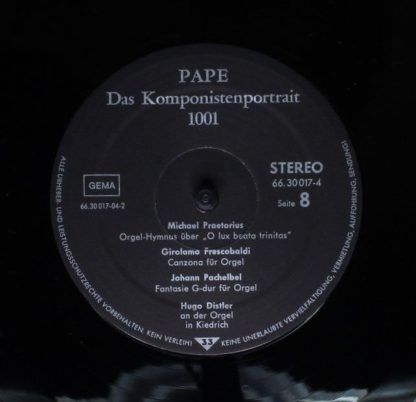 PAPE
Das Komponistenportrait
1001
GEMA
66.30 017-04-2
STEREO
66.30 017-4
Seite 8
Michael Praetorius
Orgel-Hymnus über „O lux beata trinitas"
Girolamo Frescobaldi
Canzona für Orgel
Johann Pachelbel
Fantasie G-dur für Orgel
Hugo Distler
an der Orgel
in Kiedrich
ALLE URHEBER- UND LEISTUNGSSCHUTZRECHTE VORBEHALTEN. KEIN VERLEIH!
33
KEINE UNERLAUBTE VERVIELFÄLTIGUNG, VERMIETUNG, AUFFÜHRUNG, SENDUNG!